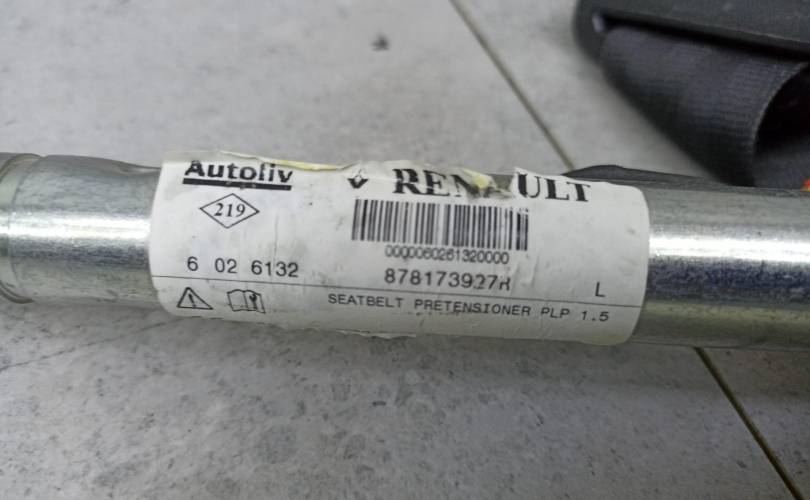 Autoliv RENAULT
219
0000060261320000
6 02 6132 878173927R L
SEATBELT PRETENSIONER PLP 1.5